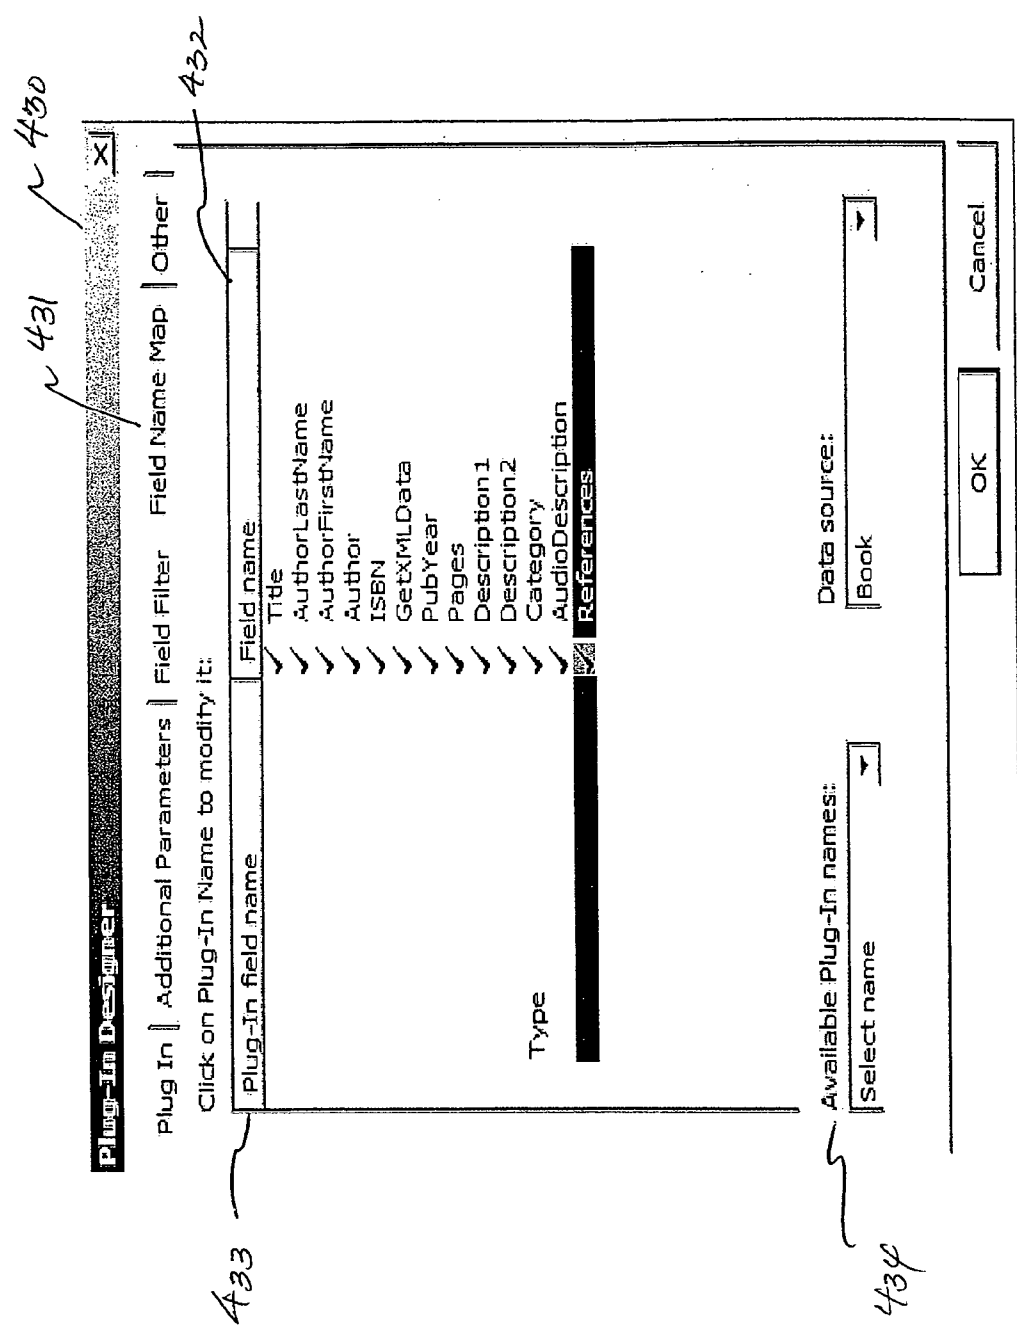 430
Plug-In Designer
431
Plug In Additional Parameters Field Filter Field Name Map Other
432
Click on Plug-In Name to modify it:
433
Plug-In field name Field name
Title
AuthorLastName
AuthorFirstName
Author
ISBN
GetXMLData
PubYear
Pages
Description1
Description2
Type Category
AudioDescription
References
434
Available Plug-In names: Data source:
Select name Book
OK Cancel